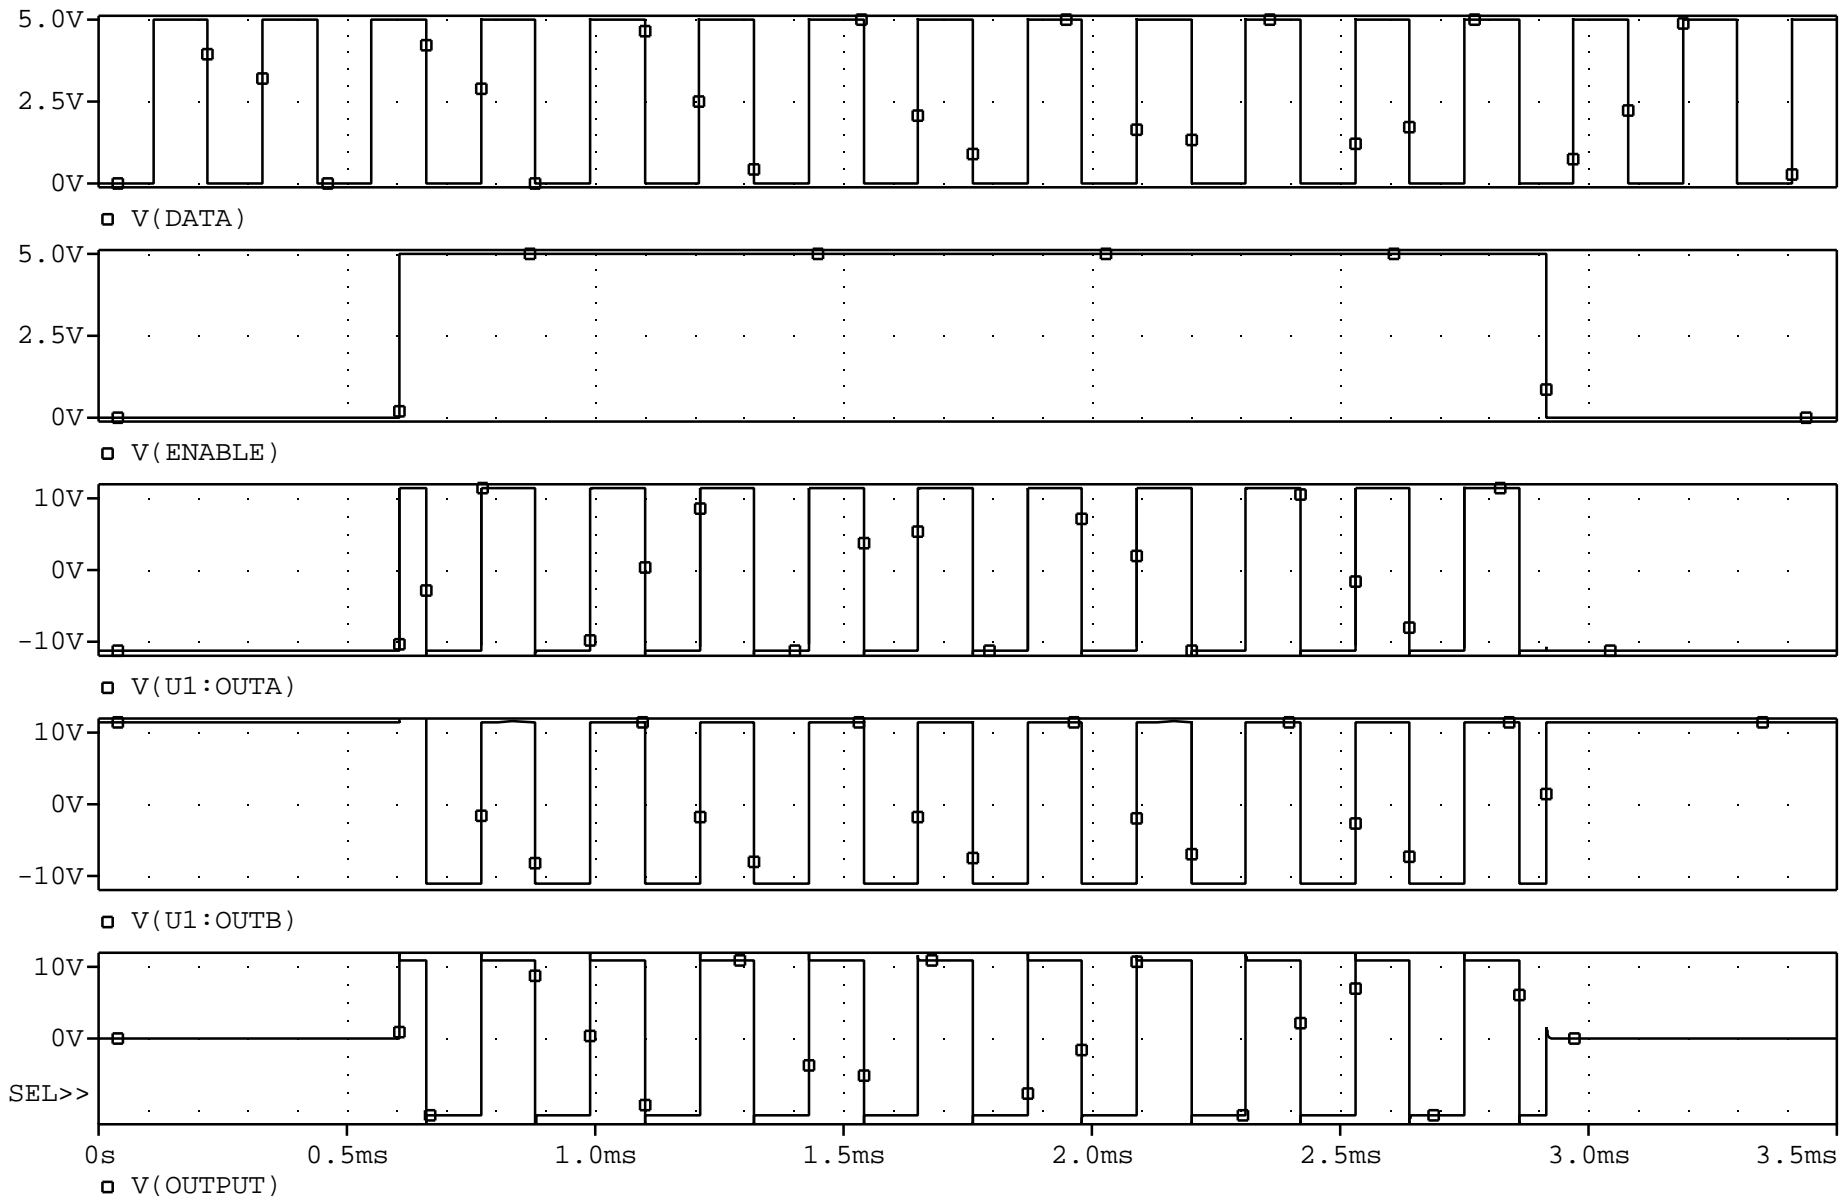 5.0V
2.5V
0V
V(DATA)
5.0V
2.5V
0V
V(ENABLE)
10V
0V
-10V
V(U1:OUTA)
10V
0V
-10V
V(U1:OUTB)
10V
0V
SEL>>
0s 0.5ms 1.0ms 1.5ms 2.0ms 2.5ms 3.0ms 3.5ms
V(OUTPUT)